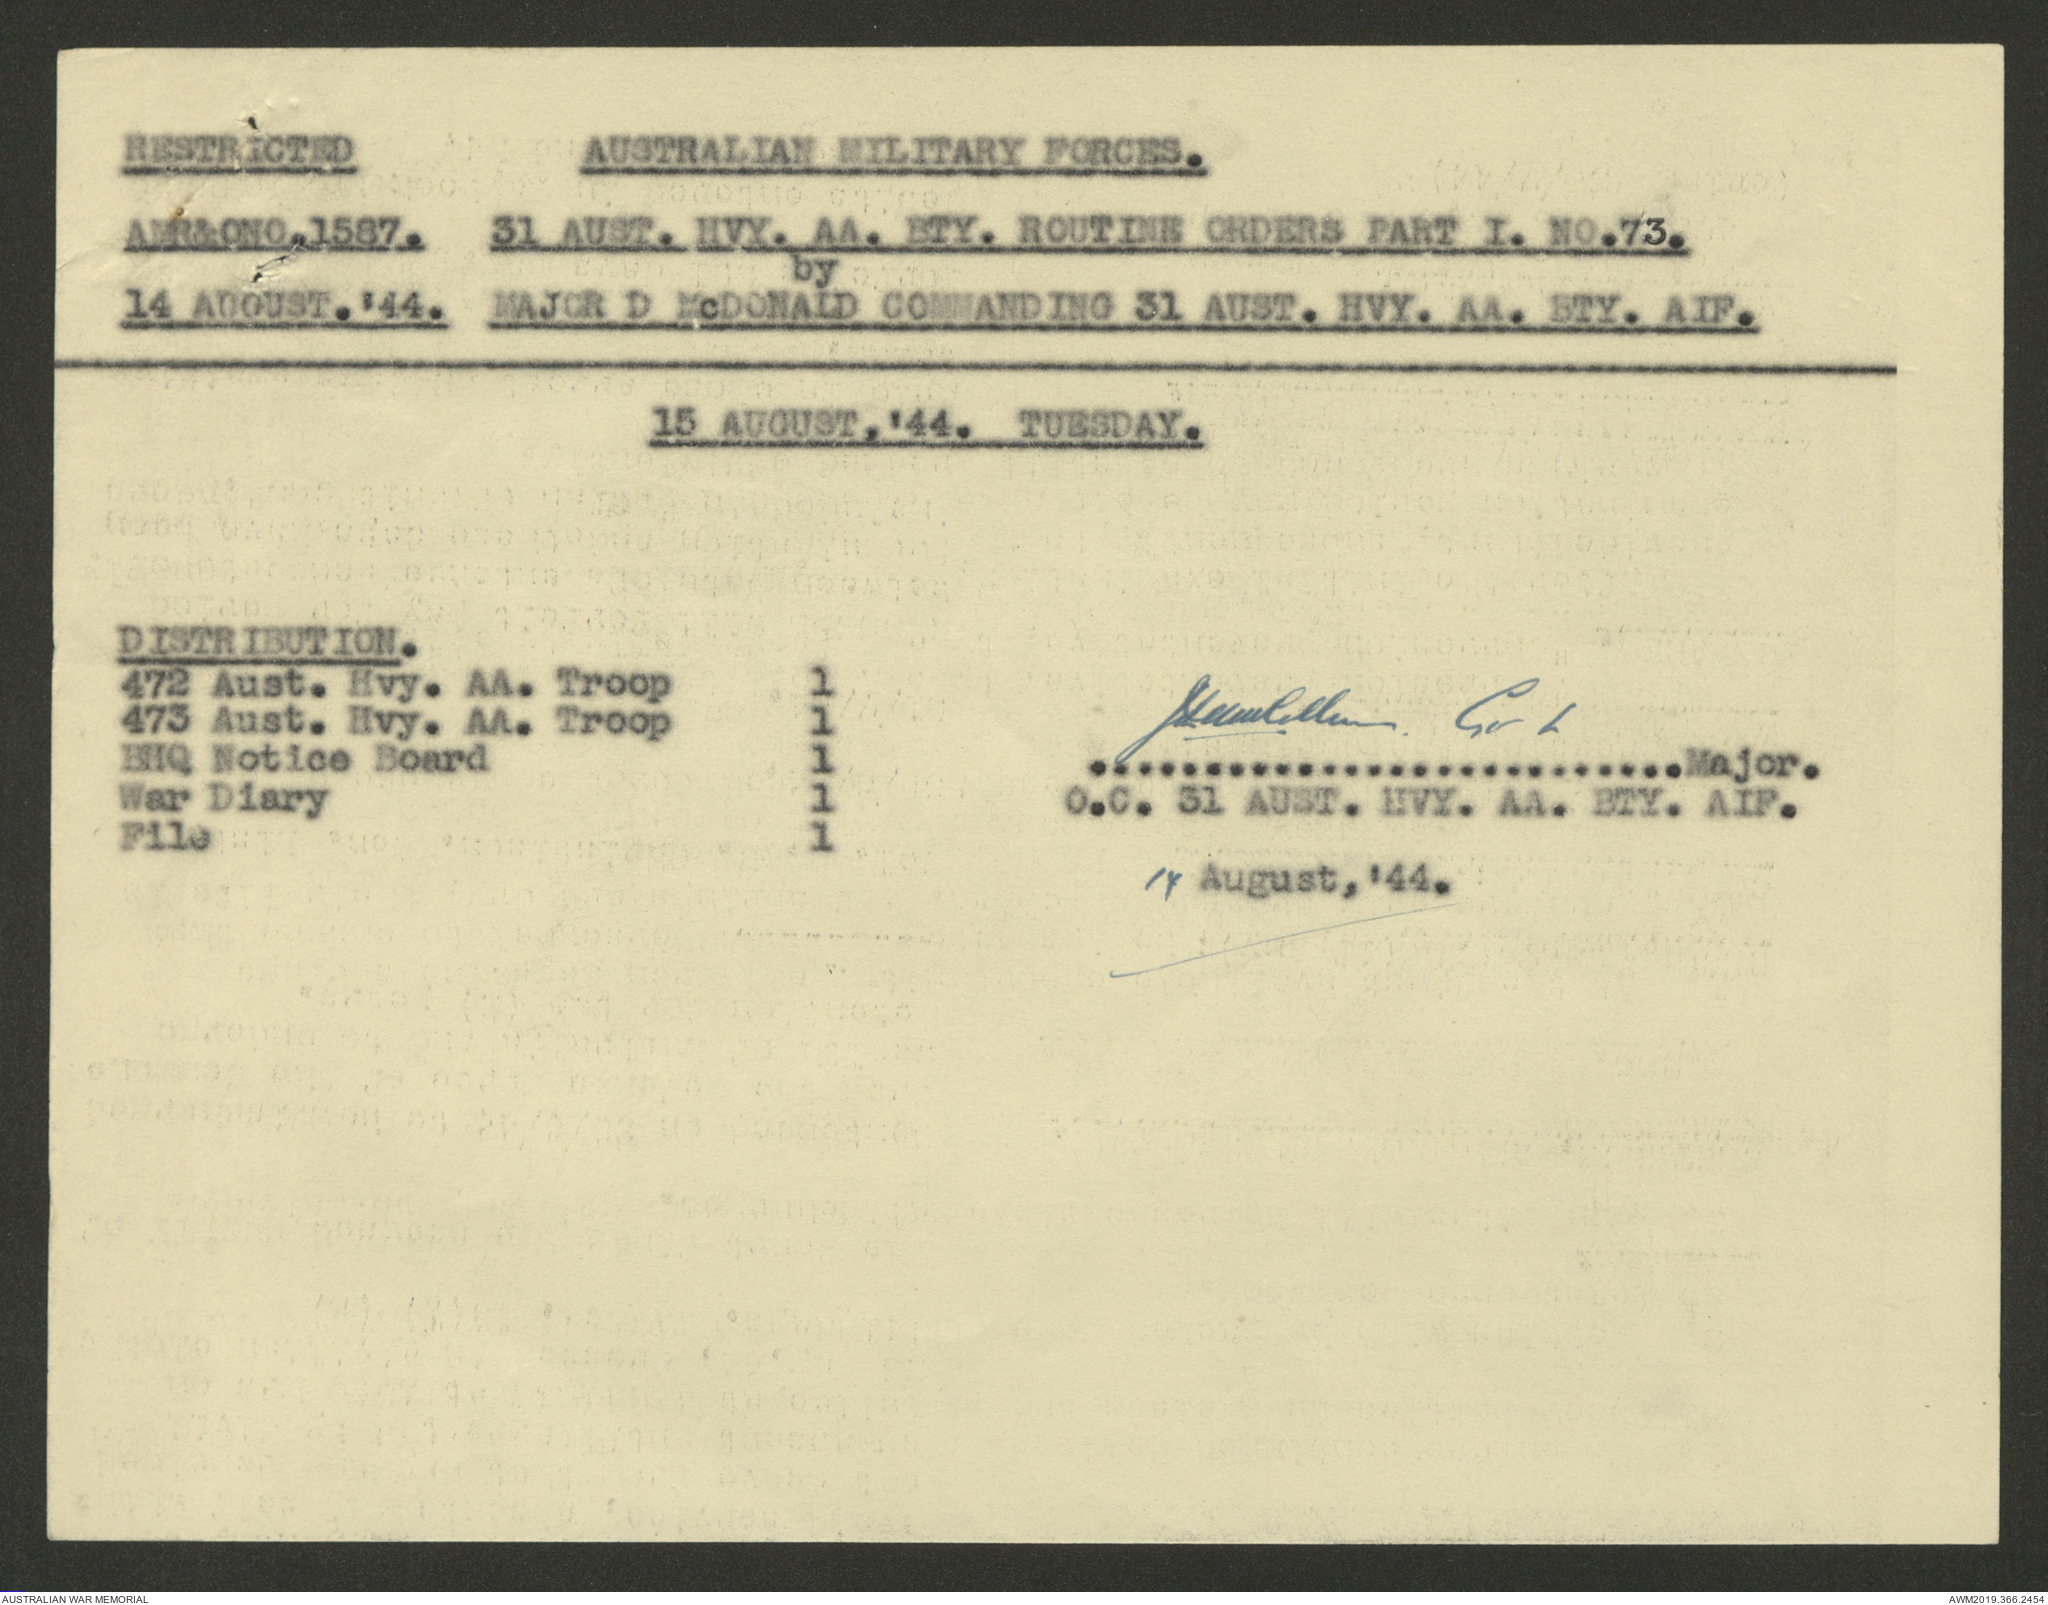 RESTRICTED AUSTRALIAN MILITARY FORCES.
AMR&ONO.1587. 31 AUST. HVY. AA. BTY. ROUTINE ORDERS PART I. NO.73.
by
14 AUGUST.'44. MAJOR D McDONALD COMMANDING 31 AUST. HVY. AA. BTY. AIF.
15 AUGUST,'44. TUESDAY.
DISTRIBUTION.
472 Aust. Hvy. AA. Troop 1
473 Aust. Hvy. AA. Troop 1
BHQ Notice Board 1
War Diary 1
File 1
..........................Major.
O.C. 31 AUST. HVY. AA. BTY. AIF.
14 August,'44.
AUSTRALIAN WAR MEMORIAL AWM2019.366.2454